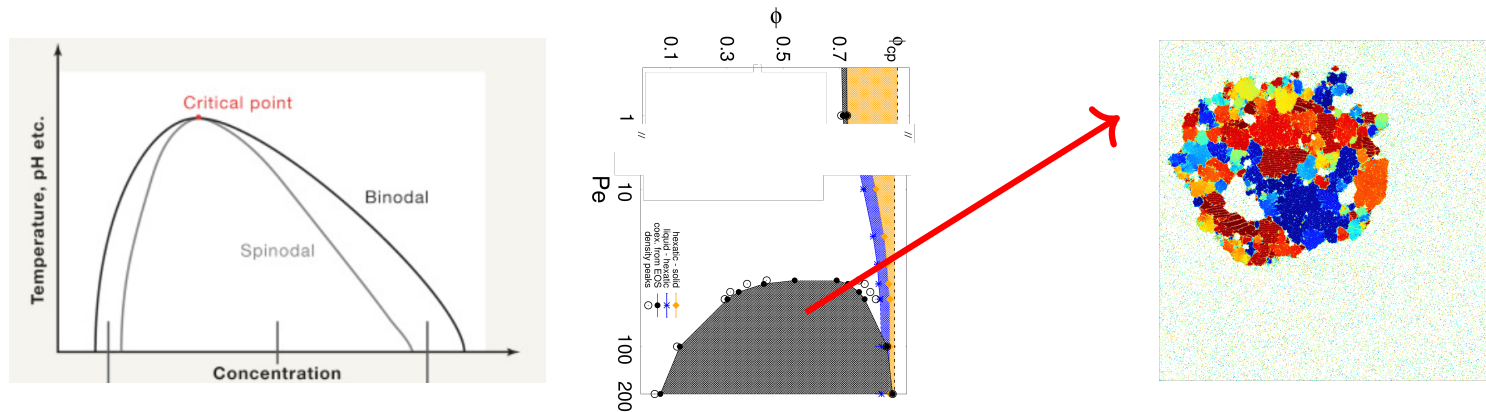 Temperature, pH etc.
Critical point
Binodal
Spinodal
Concentration
ϕ
0.1
0.3
0.5
0.7
ϕcp
1
10
Pe
100
200
hexatic - solid
liquid - hexatic
coex. from EOS
density peaks